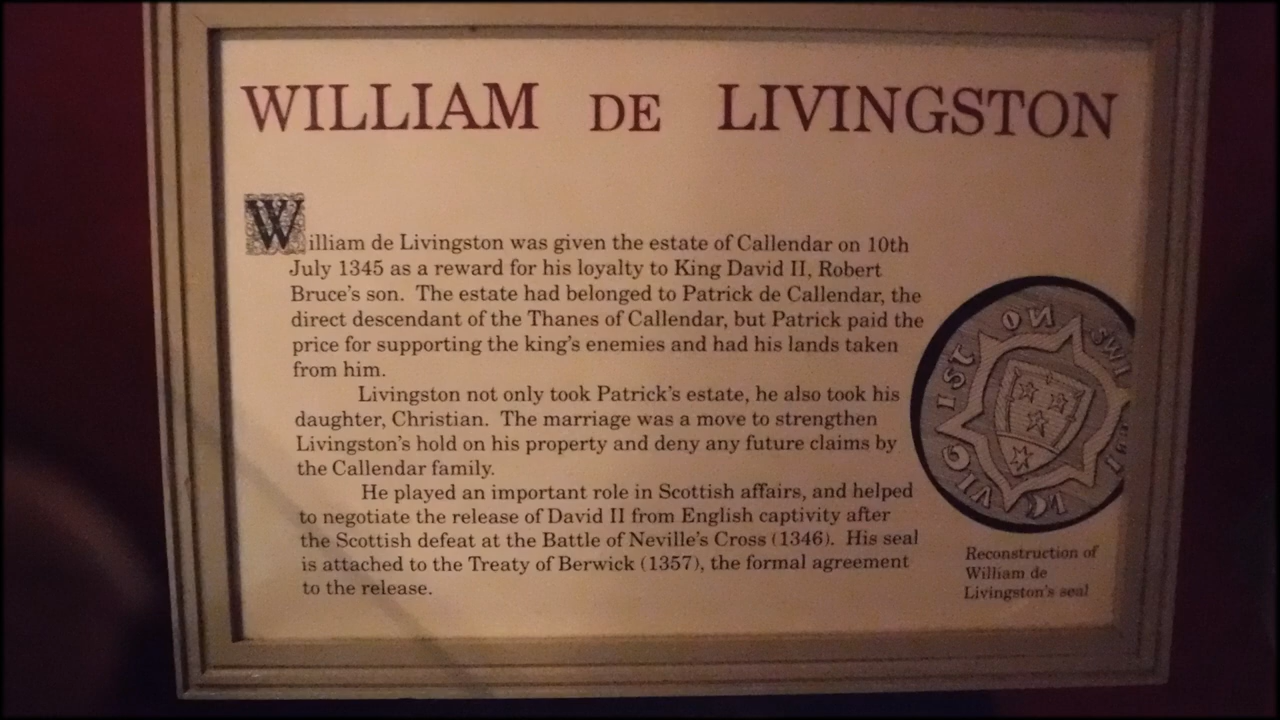 WILLIAM DE LIVINGSTON
William de Livingston was given the estate of Callendar on 10th
July 1345 as a reward for his loyalty to King David II, Robert
Bruce's son. The estate had belonged to Patrick de Callendar, the
direct descendant of the Thanes of Callendar, but Patrick paid the
price for supporting the king's enemies and had his lands taken
from him.
Livingston not only took Patrick's estate, he also took his
daughter, Christian. The marriage was a move to strengthen
Livingston's hold on his property and deny any future claims by
the Callendar family.
He played an important role in Scottish affairs, and helped
to negotiate the release of David II from English captivity after
the Scottish defeat at the Battle of Neville's Cross (1346). His seal
is attached to the Treaty of Berwick (1357), the formal agreement
to the release.
Reconstruction of
William de
Livingston's seal